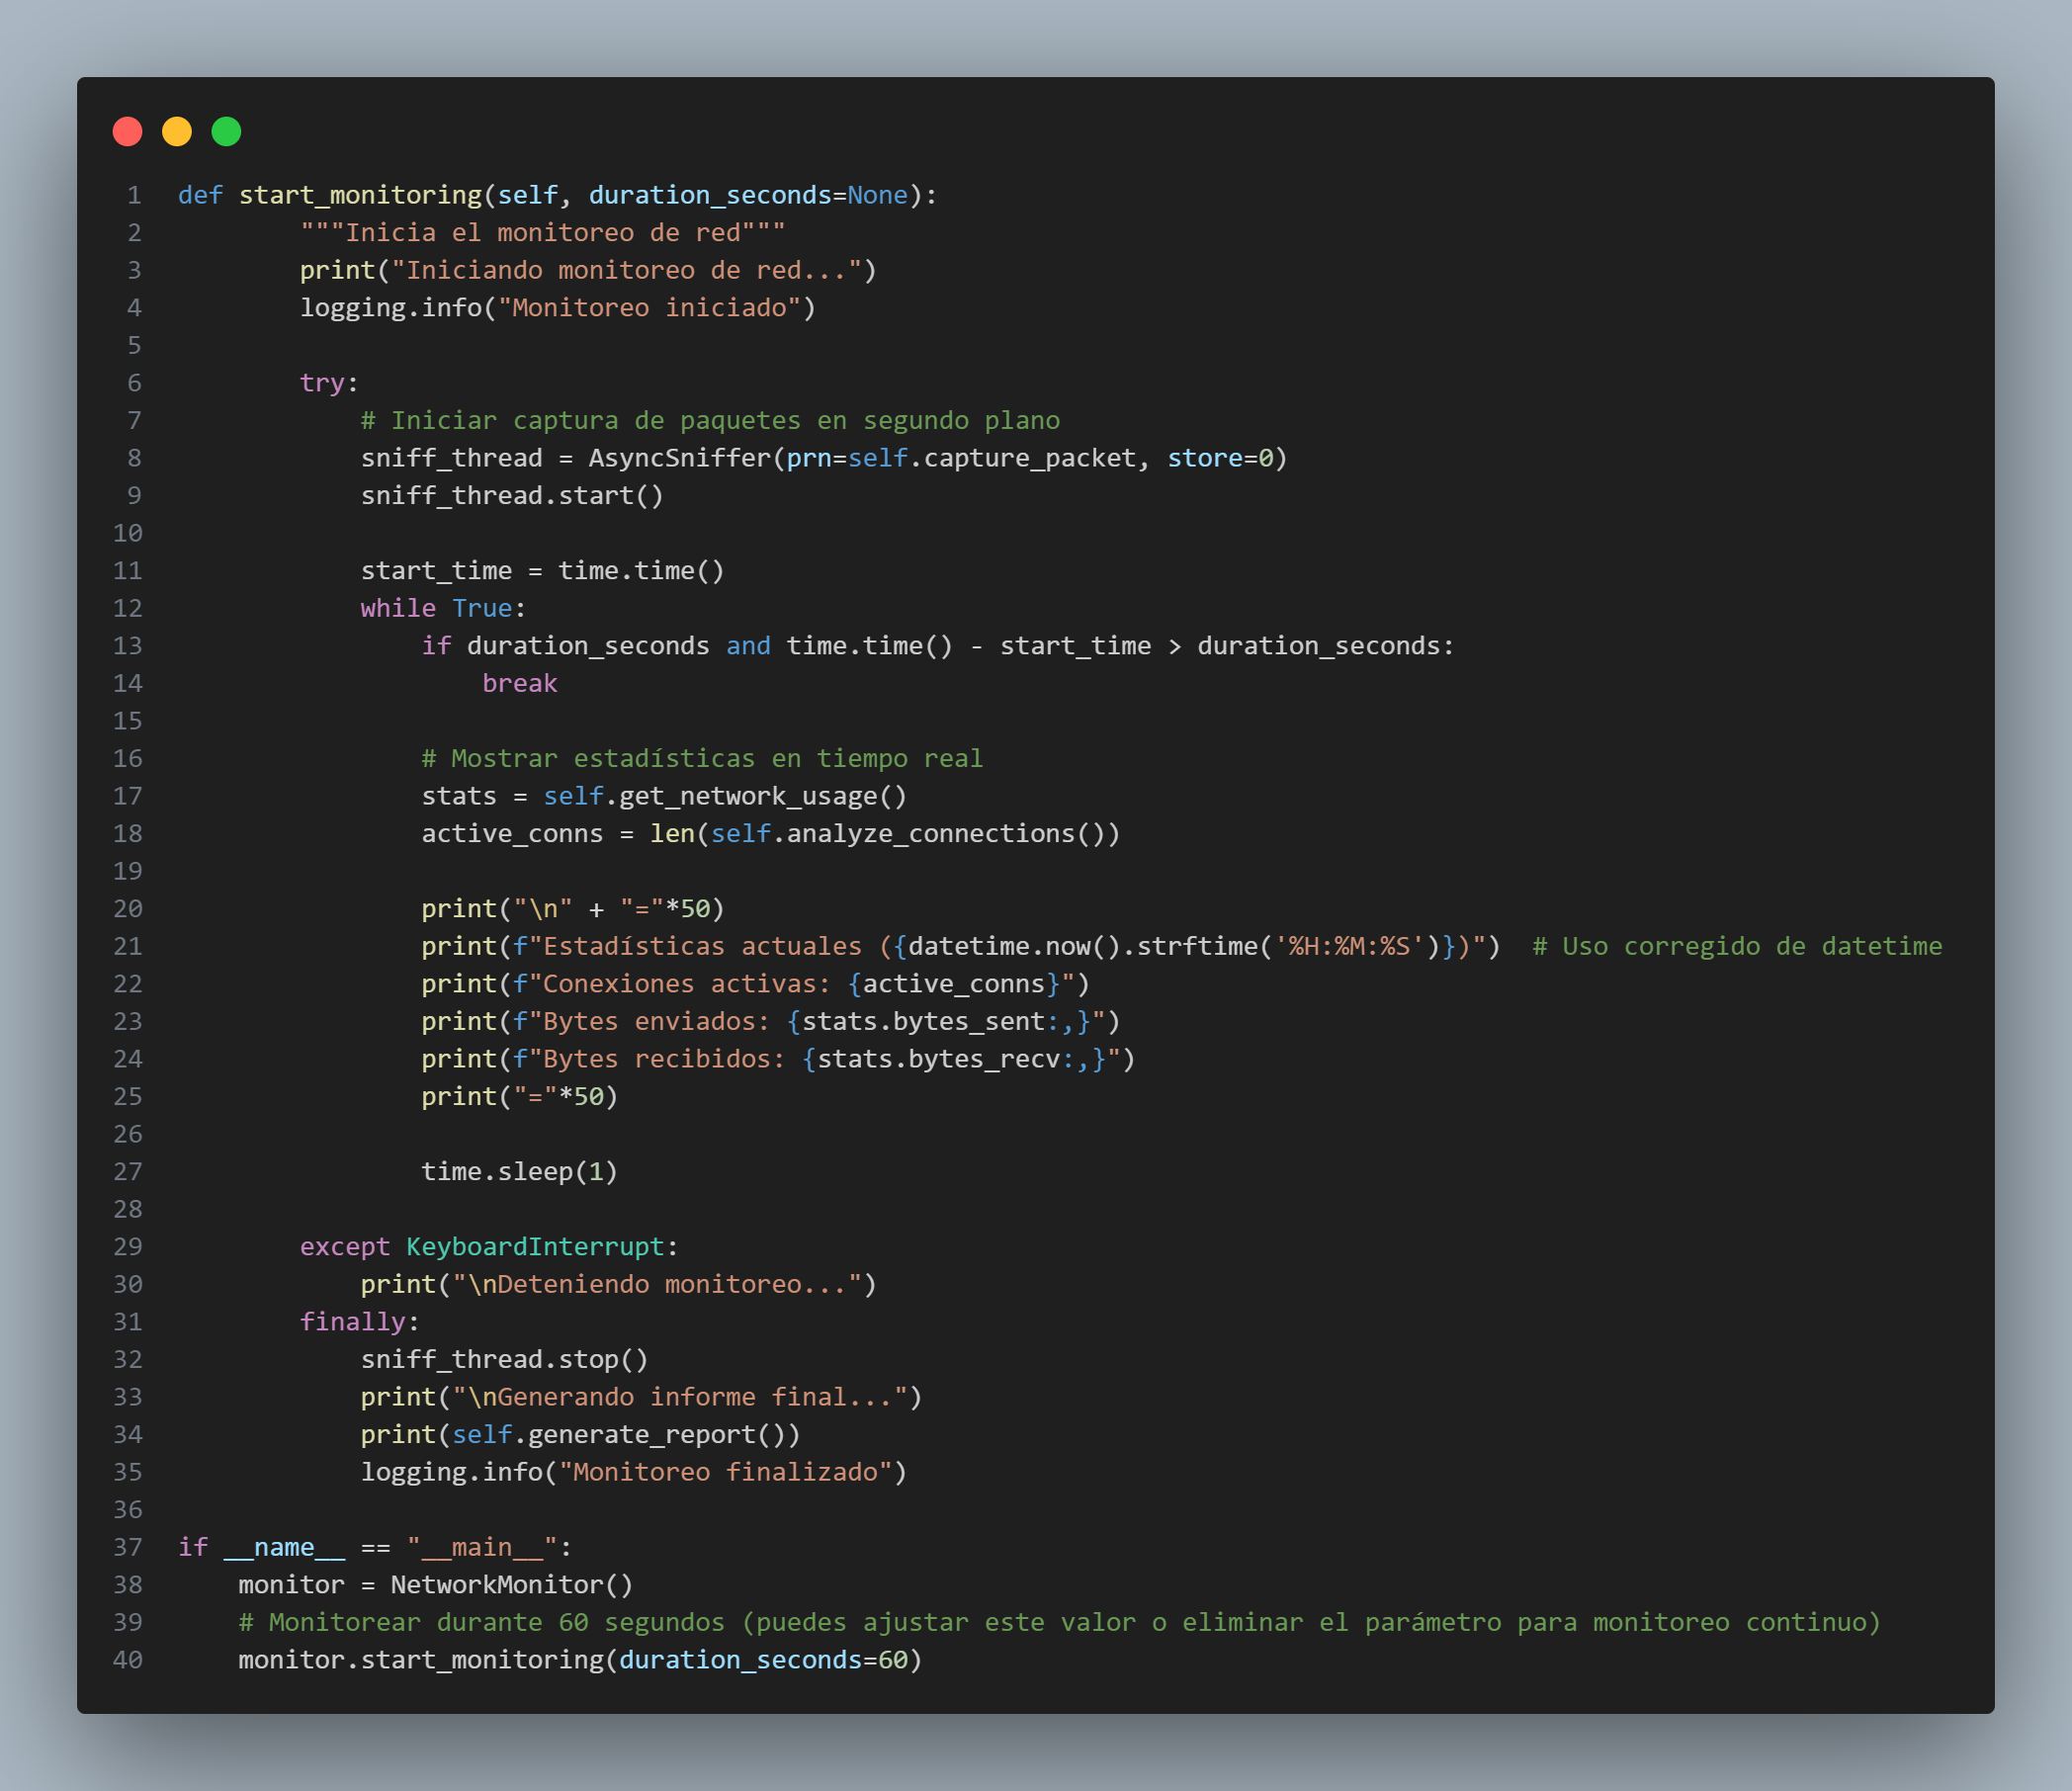 1 def start_monitoring(self, duration_seconds=None):
2 """Inicia el monitoreo de red"""
3 print("Iniciando monitoreo de red...")
4 logging.info("Monitoreo iniciado")
5
6 try:
7 # Iniciar captura de paquetes en segundo plano
8 sniff_thread = AsyncSniffer(prn=self.capture_packet, store=0)
9 sniff_thread.start()
10
11 start_time = time.time()
12 while True:
13 if duration_seconds and time.time() - start_time > duration_seconds:
14 break
15
16 # Mostrar estadísticas en tiempo real
17 stats = self.get_network_usage()
18 active_conns = len(self.analyze_connections())
19
20 print("\n" + "="*50)
21 print(f"Estadísticas actuales ({datetime.now().strftime('%H:%M:%S')})")  # Uso corregido de datetime
22 print(f"Conexiones activas: {active_conns}")
23 print(f"Bytes enviados: {stats.bytes_sent:,}")
24 print(f"Bytes recibidos: {stats.bytes_recv:,}")
25 print("="*50)
26
27 time.sleep(1)
28
29 except KeyboardInterrupt:
30 print("\nDeteniendo monitoreo...")
31 finally:
32 sniff_thread.stop()
33 print("\nGenerando informe final...")
34 print(self.generate_report())
35 logging.info("Monitoreo finalizado")
36
37 if __name__ == "__main__":
38 monitor = NetworkMonitor()
39 # Monitorear durante 60 segundos (puedes ajustar este valor o eliminar el parámetro para monitoreo continuo)
40 monitor.start_monitoring(duration_seconds=60)